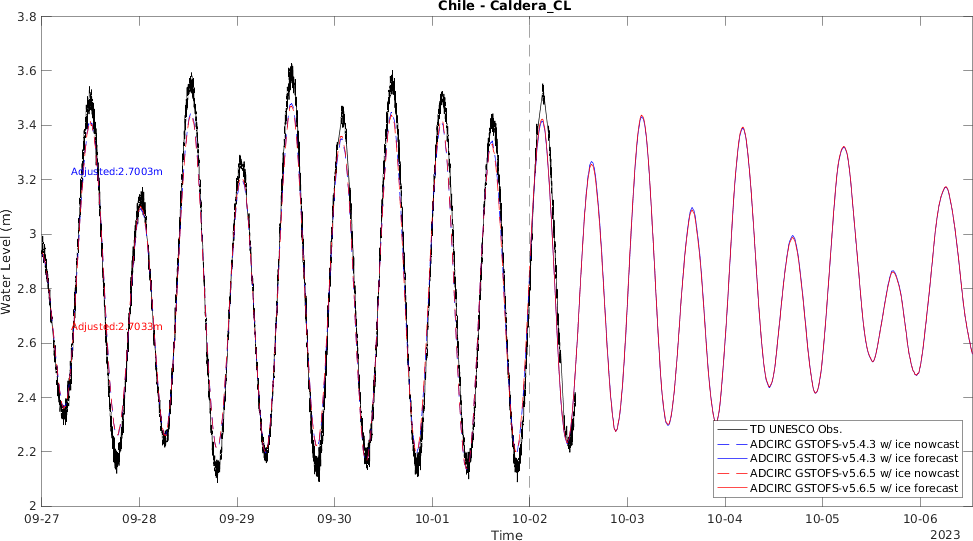 Chile - Caldera_CL
3.8
3.6
3.4
3.2
3
2.8
2.6
2.4
2.2
2
Water Level (m)
Adjusted:2.7003m
Adjusted:2.7033m
TD UNESCO Obs.
ADCIRC GSTOFS-v5.4.3 w/ ice nowcast
ADCIRC GSTOFS-v5.4.3 w/ ice forecast
ADCIRC GSTOFS-v5.6.5 w/ ice nowcast
ADCIRC GSTOFS-v5.6.5 w/ ice forecast
09-27 09-28 09-29 09-30 10-01 10-02 10-03 10-04 10-05 10-06
Time
2023